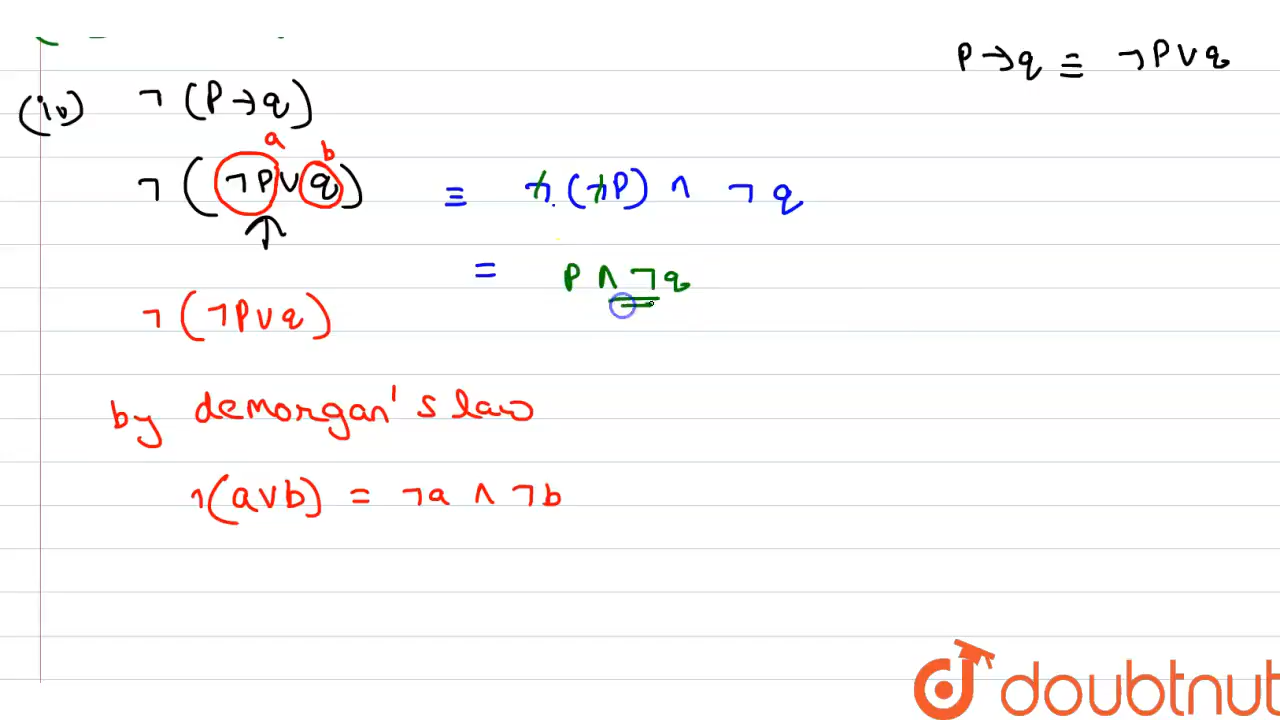 P → q ≡ ¬P ∨ q
(iv) ¬(P → q)
a b
¬(¬P ∨ q) ≡ ¬(¬P) ∧ ¬q
= P ∧ ¬q
¬(¬P ∨ q)
by demorgan's law
¬(a ∨ b) = ¬a ∧ ¬b
doubtnut